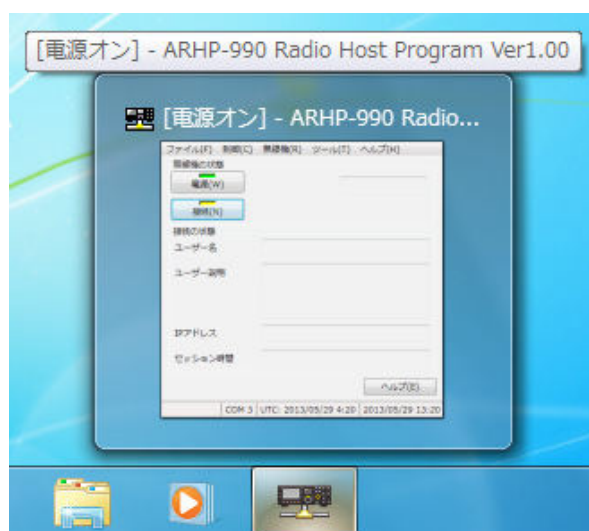 [電源オン] - ARHP-990 Radio Host Program Ver1.00
[電源オン] - ARHP-990 Radio...
ファイル(F) 制御(C) 無線機(R) ツール(T) ヘルプ(H)
無線機の状態
電源(W)
接続(N)
接続の状態
ユーザー名
ユーザー説明
IPアドレス
セッション時間
ヘルプ(E)
COM 3 UTC: 2013/05/29 4:20 2013/05/29 13:20